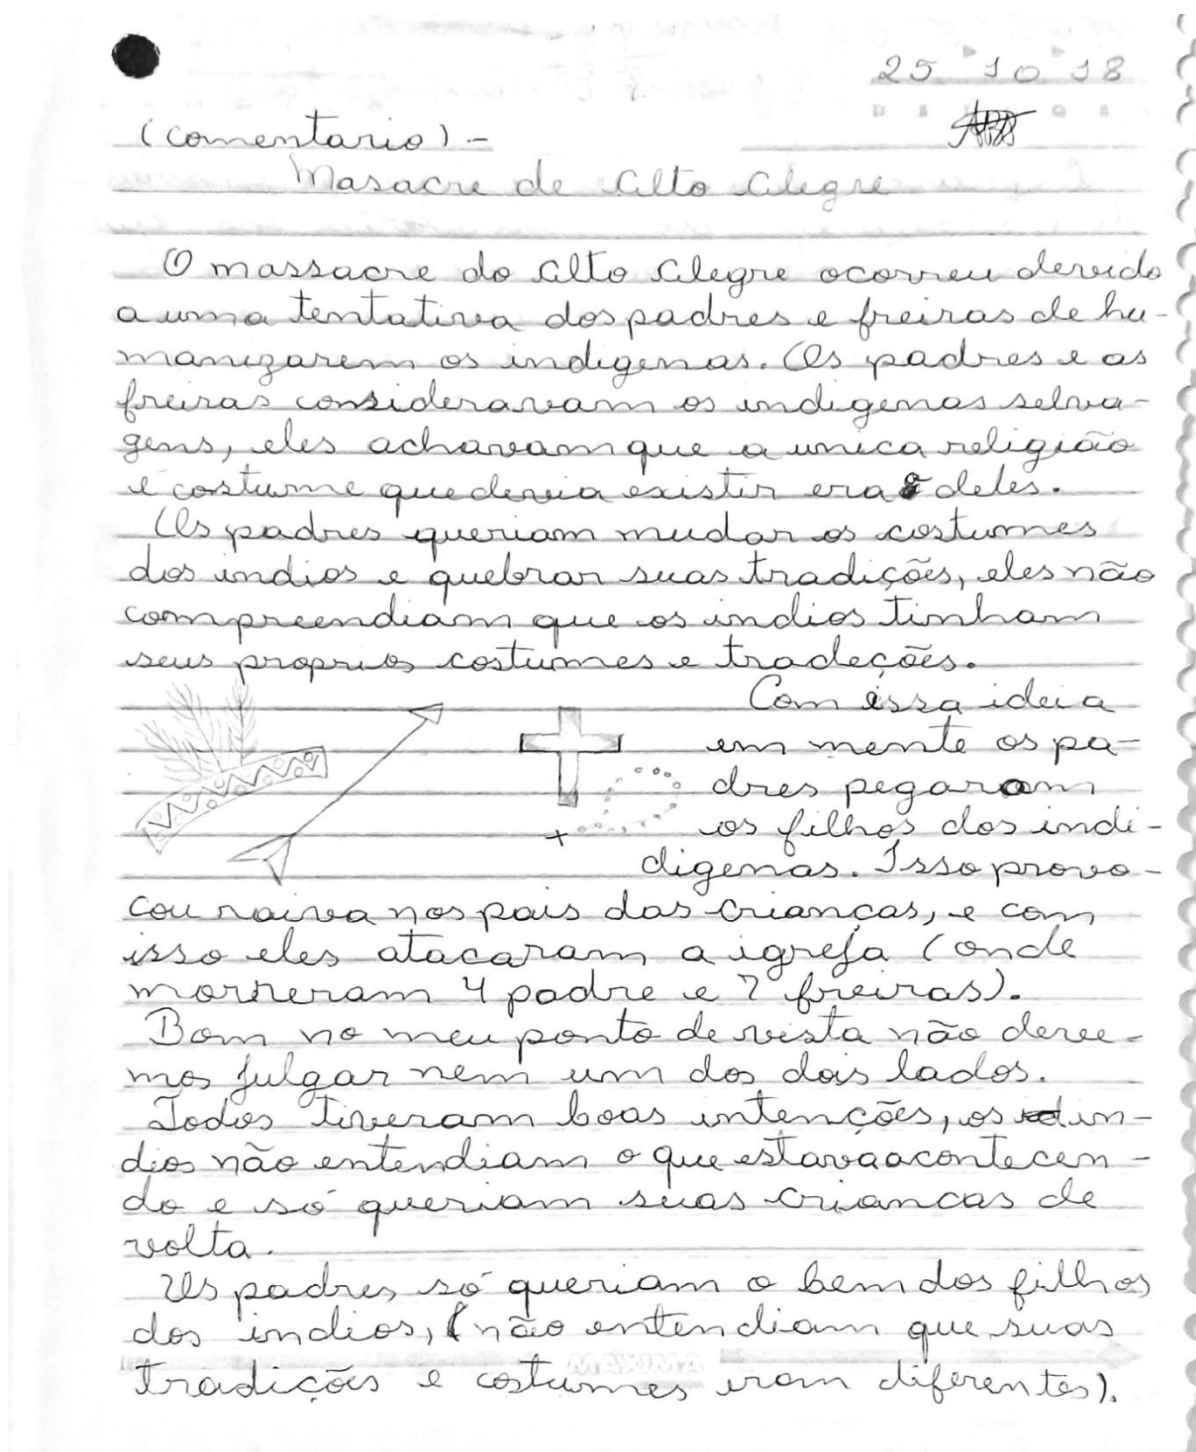 25 10 18
(comentario) -
Masacre de Alto Alegre
O massacre do Alto Alegre ocorreu devido
a uma tentativa dos padres e freiras de hu-
manizarem os indigenas. Os padres e as
freiras consideravam os indigenas selva-
gens, eles achavam que a unica religião
e costume que devia existir era o deles.
Os padres queriam mudar os costumes
dos indios e quebrar suas tradições, eles não
compreendiam que os indios tinham
seus proprios costumes e tradeções.
Com essa ideia
em mente os pa-
dres pegaram
os filhos dos indi-
digenas. Isso provo-
cou raiva nos pais das crianças, e com
isso eles atacaram a igreja (onde
morreram 4 padre e 7 freiras).
Bom no meu ponto de vista não deve-
mos julgar nem um dos dois lados.
Todos tiveram boas intenções, os in-
dios não entendiam o que estava acontecen-
do e só queriam suas criancas de
volta.
Os padres só queriam o bem dos filhos
dos indios, (não entendiam que suas
tradições e costumes eram diferentes).
MAXIMA